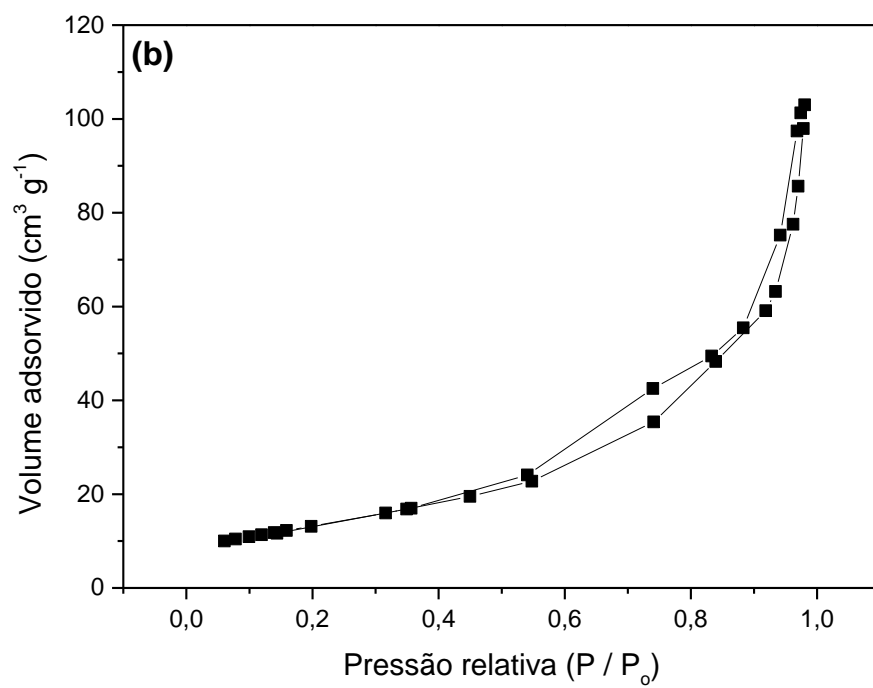 (b)
Volume adsorvido (cm³ g⁻¹)
120
100
80
60
40
20
0
0,0 0,2 0,4 0,6 0,8 1,0
Pressão relativa (P / Pₒ)